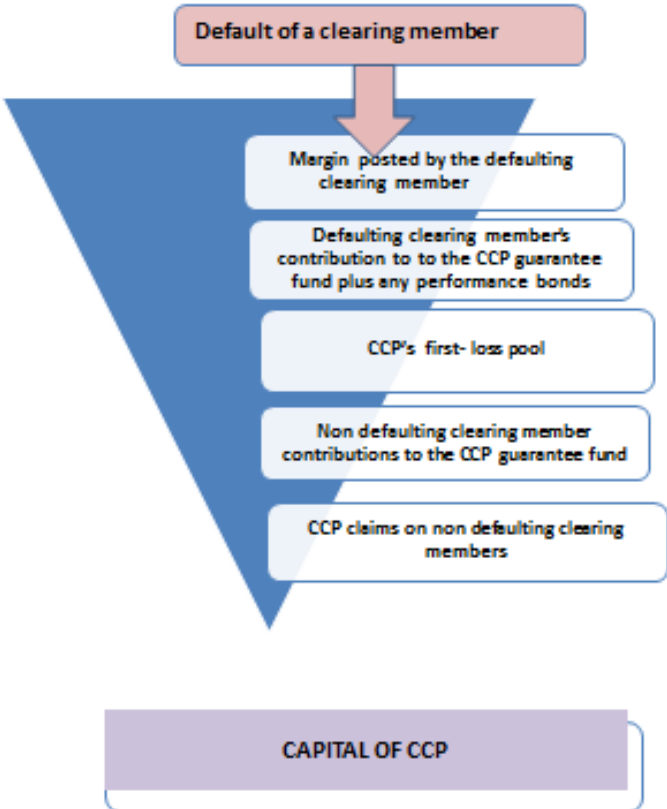 Default of a clearing member
Margin posted by the defaulting
clearing member
Defaulting clearing member's
contribution to to the CCP guarantee
fund plus any performance bonds
CCP's first- loss pool
Non defaulting clearing member
contributions to the CCP guarantee fund
CCP claims on non defaulting clearing
members
CAPITAL OF CCP